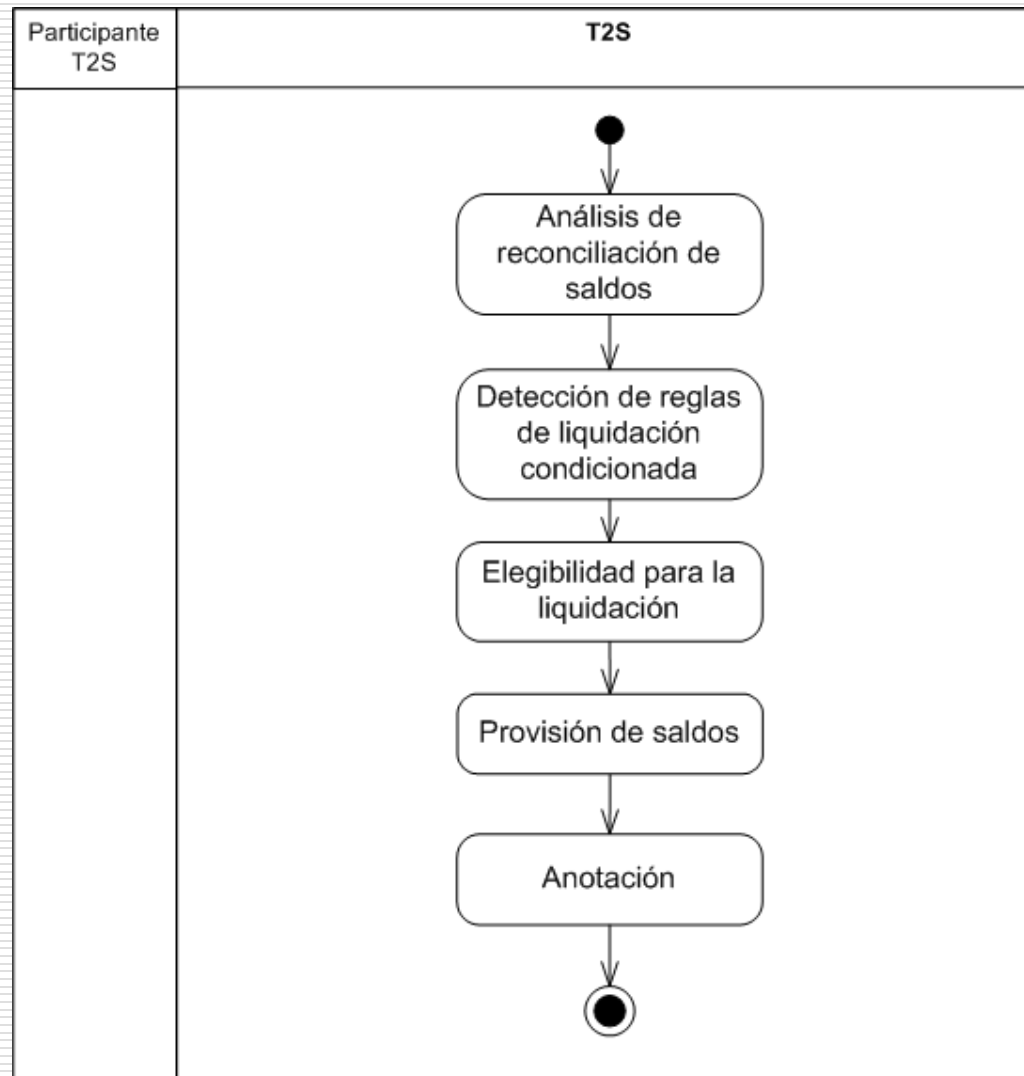 Participante
T2S
T2S
Análisis de
reconciliación de
saldos
Detección de reglas
de liquidación
condicionada
Elegibilidad para la
liquidación
Provisión de saldos
Anotación